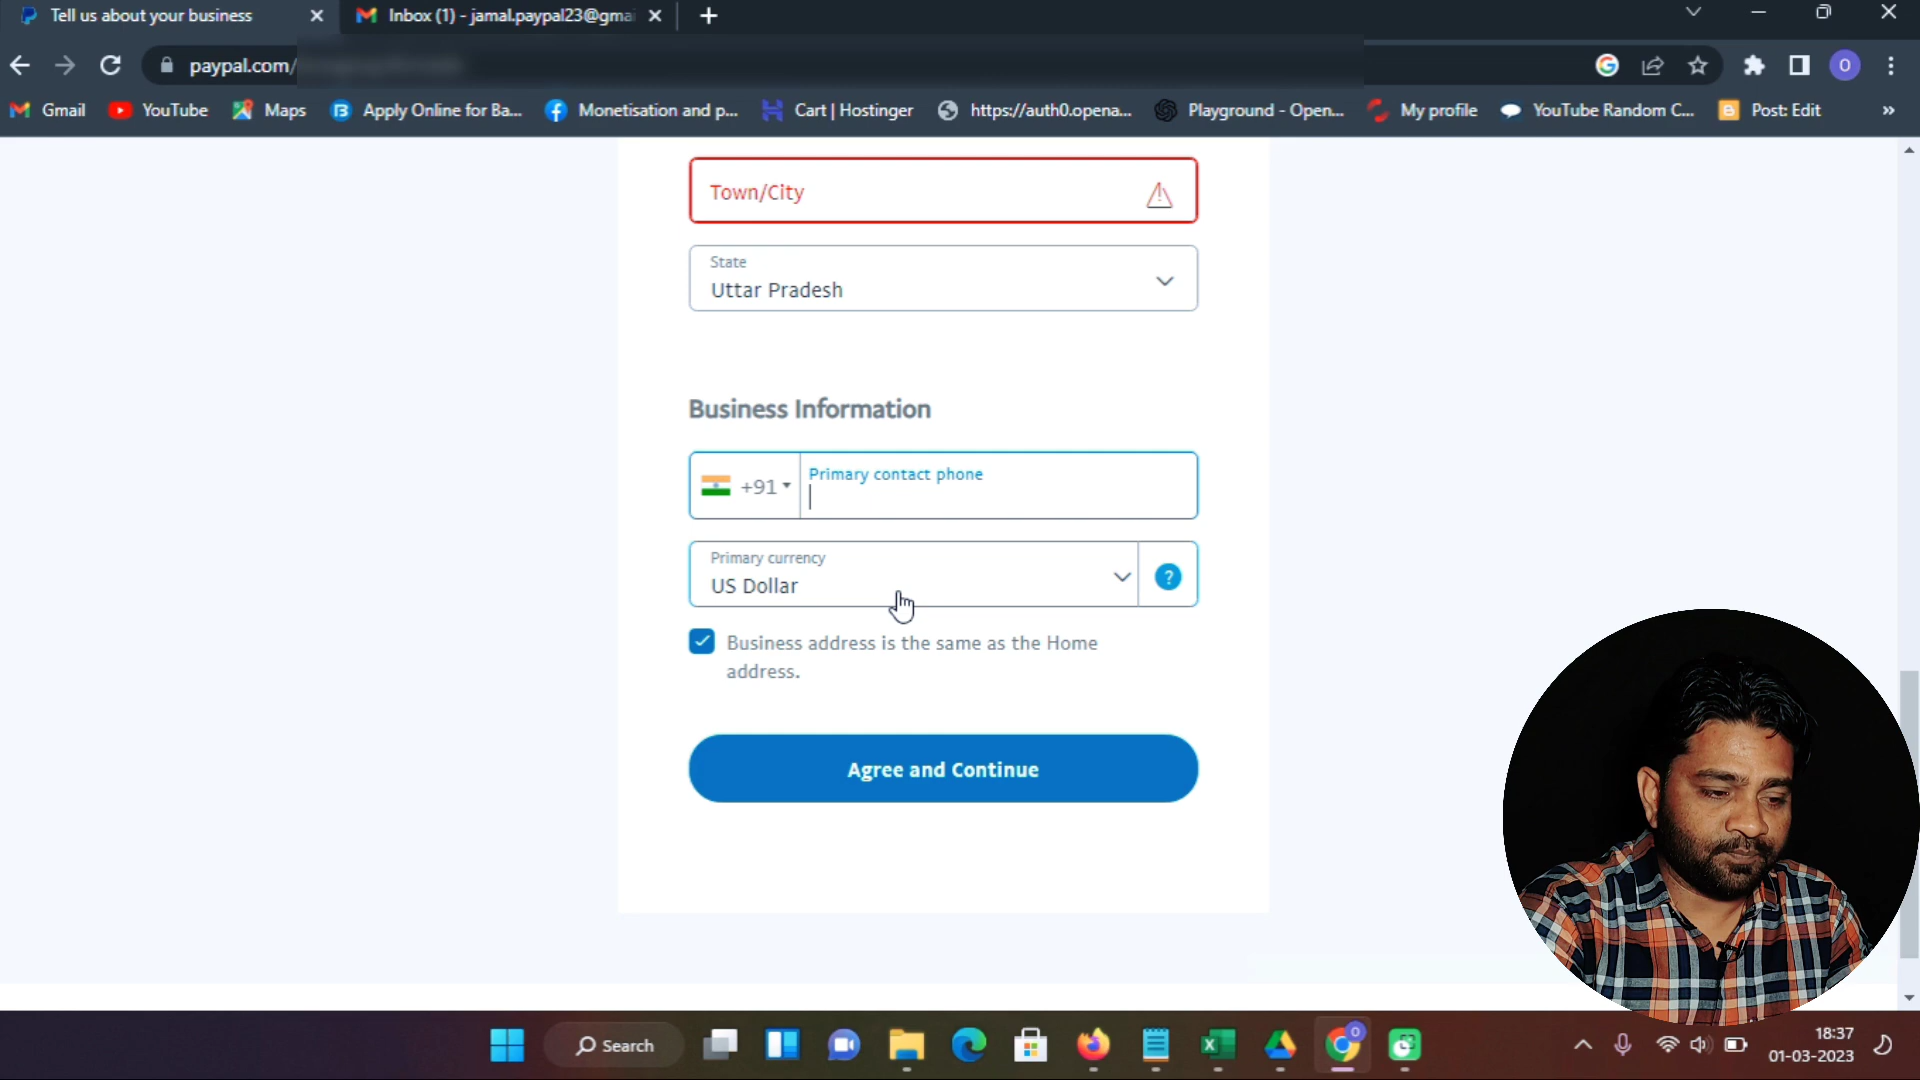 Tell us about your business
Inbox (1) - jamal.paypal23@gmai
paypal.com/
Gmail
YouTube
Maps
Apply Online for Ba...
Monetisation and p...
Cart | Hostinger
https://auth0.opena...
Playground - Open...
My profile
YouTube Random C...
Post: Edit
»
Town/City
State
Uttar Pradesh
Business Information
+91
Primary contact phone
Primary currency
US Dollar
?
Business address is the same as the Home
address.
Agree and Continue
Search
18:37
01-03-2023